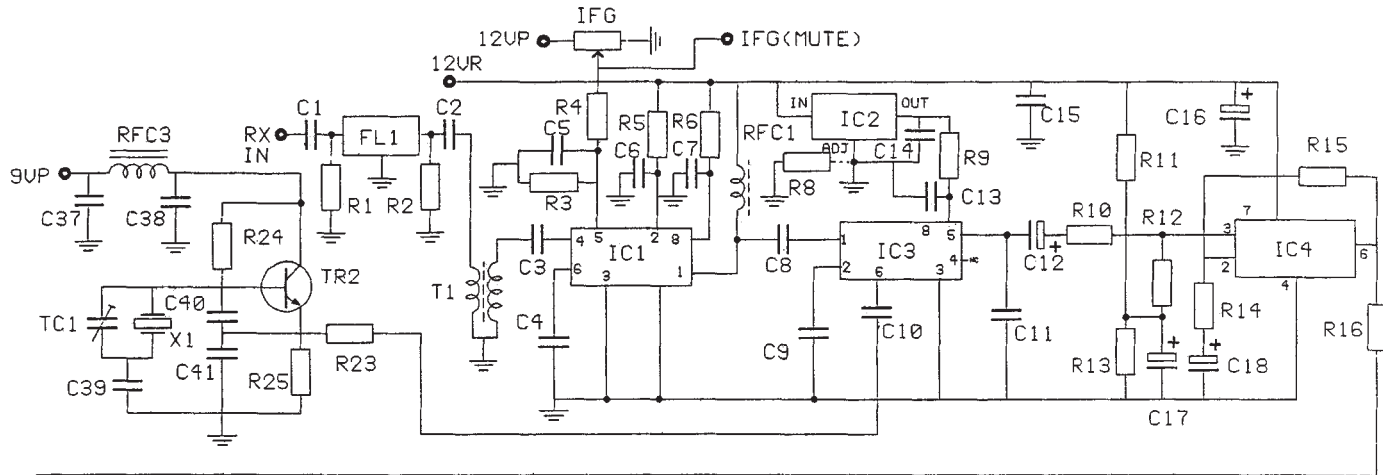 IFG
12VP
IFG(MUTE)
12VR
C1
C2
R4
C5
R5
R6
IN
OUT
IC2
C15
C16
+
RFC3
RX
IN
FL1
C6
C7
RFC1
ADJ
C14
R9
R11
R15
9VP
R1
R2
R3
R8
C13
C37
C38
R24
C3
4
5
2
8
IC1
6
3
1
C8
1
8
5
IC3
4
NC
2
6
3
R10
R12
7
3
IC4
6
2
4
C12
+
TR2
T1
TC1
C40
X1
C4
C10
C11
R14
R16
C41
R23
C9
R13
+
+
C18
C39
R25
C17